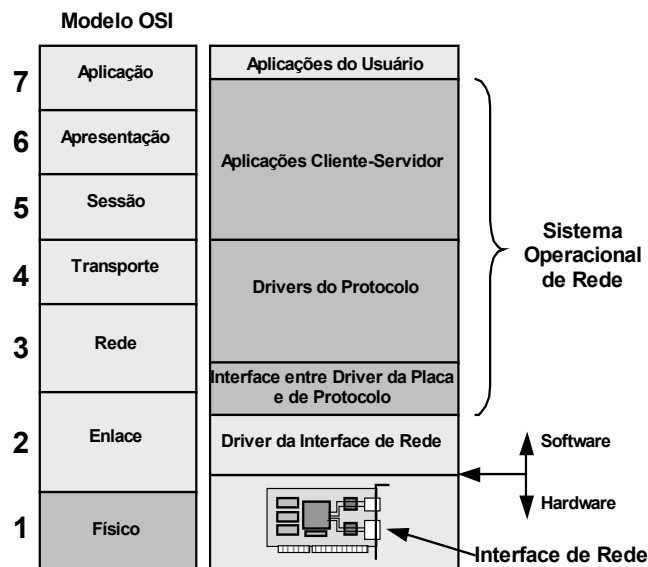 Modelo OSI
7
Aplicação
Aplicações do Usuário
6
Apresentação
Aplicações Cliente-Servidor
5
Sessão
Sistema
Operacional
de Rede
4
Transporte
Drivers do Protocolo
3
Rede
Interface entre Driver da Placa
e de Protocolo
2
Enlace
Driver da Interface de Rede
Software
Hardware
1
Físico
Interface de Rede